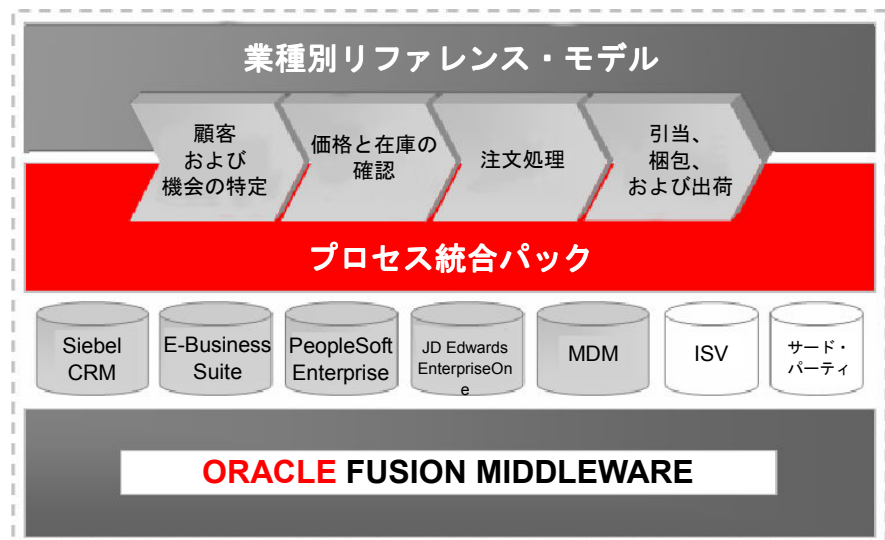 業種別リファレンス・モデル
顧客
および
機会の特定
価格と在庫の
確認
注文処理
引当、
梱包、
および出荷
プロセス統合パック
Siebel
CRM
E-Business
Suite
PeopleSoft
Enterprise
JD Edwards
EnterpriseOn
e
MDM
ISV
サード・
パーティ
ORACLE FUSION MIDDLEWARE